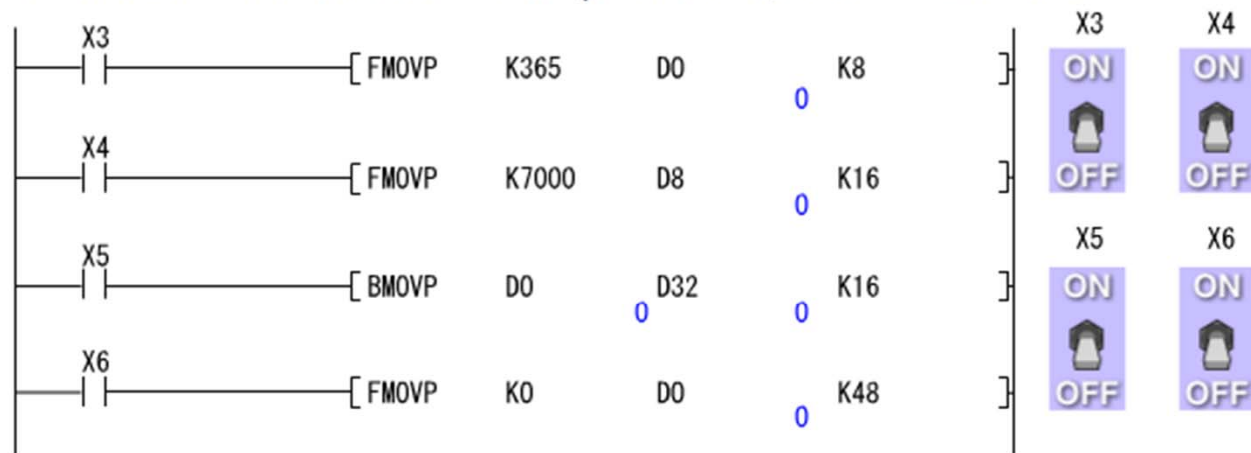 X3
FMOVP K365 D0 K8
0
X4
FMOVP K7000 D8 K16
0
X5
BMOVP D0 D32 K16
0 0
X6
FMOVP K0 D0 K48
0
X3 X4
ON ON
OFF OFF
X5 X6
ON ON
OFF OFF